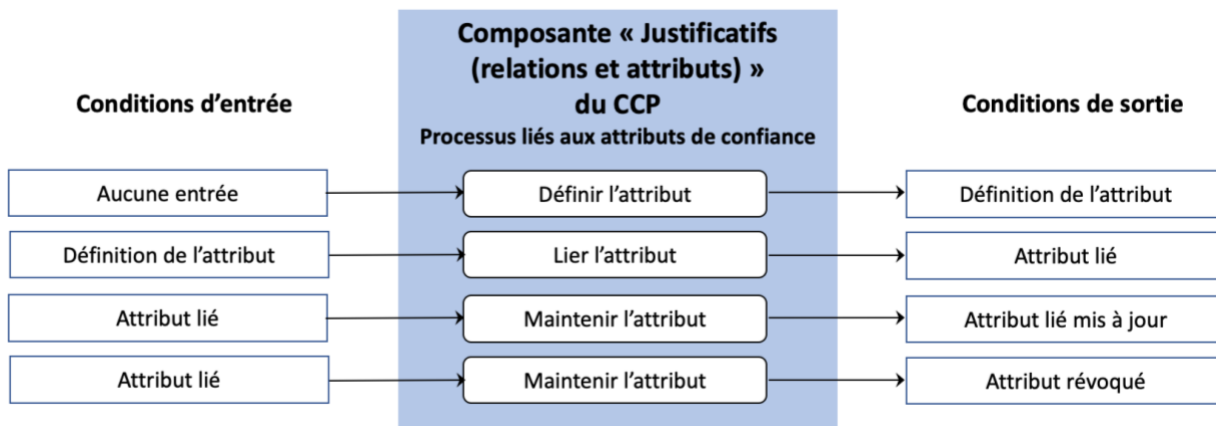 Composante « Justificatifs
(relations et attributs) »
du CCP
Processus liés aux attributs de confiance
Conditions d’entrée
Conditions de sortie
Aucune entrée
Définir l’attribut
Définition de l’attribut
Définition de l’attribut
Lier l’attribut
Attribut lié
Attribut lié
Maintenir l’attribut
Attribut lié mis à jour
Attribut lié
Maintenir l’attribut
Attribut révoqué